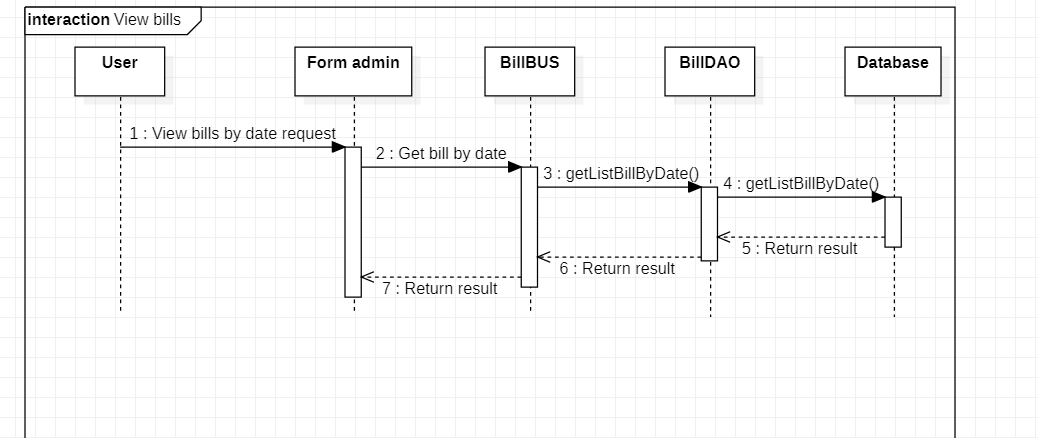 interaction View bills
User
Form admin
BillBUS
BillDAO
Database
1 : View bills by date request
2 : Get bill by date
3 : getListBillByDate()
4 : getListBillByDate()
5 : Return result
6 : Return result
7 : Return result